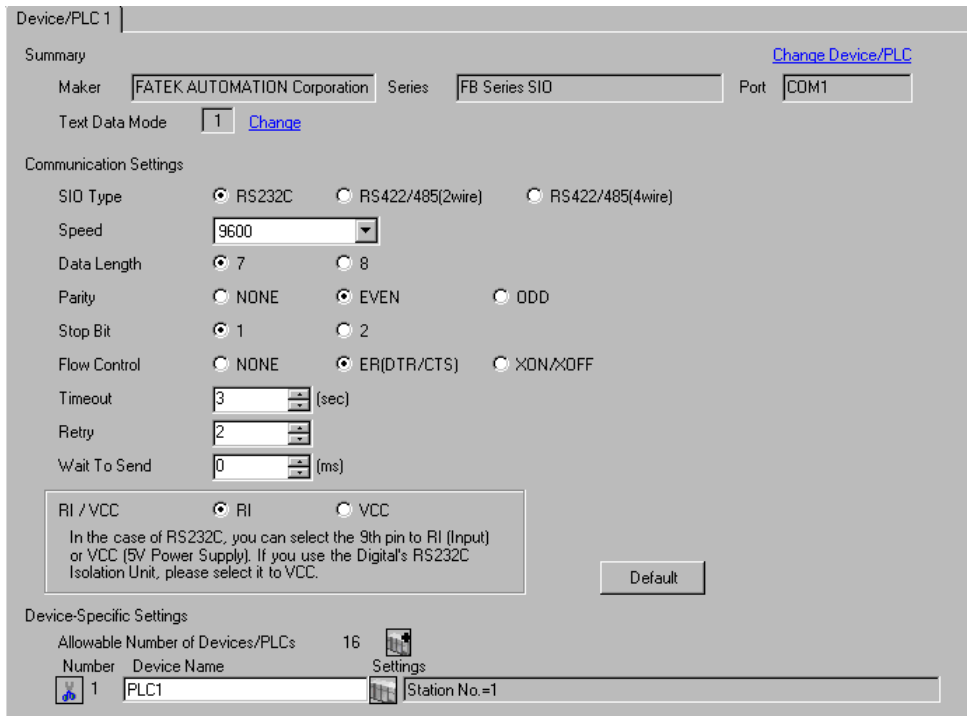 Device/PLC 1
Summary Change Device/PLC
Maker FATEK AUTOMATION Corporation Series FB Series SIO Port COM1
Text Data Mode 1 Change
Communication Settings
SIO Type RS232C RS422/485(2wire) RS422/485(4wire)
Speed 9600
Data Length 7 8
Parity NONE EVEN ODD
Stop Bit 1 2
Flow Control NONE ER(DTR/CTS) XON/XOFF
Timeout 3 (sec)
Retry 2
Wait To Send 0 (ms)
RI / VCC RI VCC
In the case of RS232C, you can select the 9th pin to RI (Input)
or VCC (5V Power Supply). If you use the Digital's RS232C
Isolation Unit, please select it to VCC.
Default
Device-Specific Settings
Allowable Number of Devices/PLCs 16
Number Device Name Settings
1 PLC1 Station No.=1